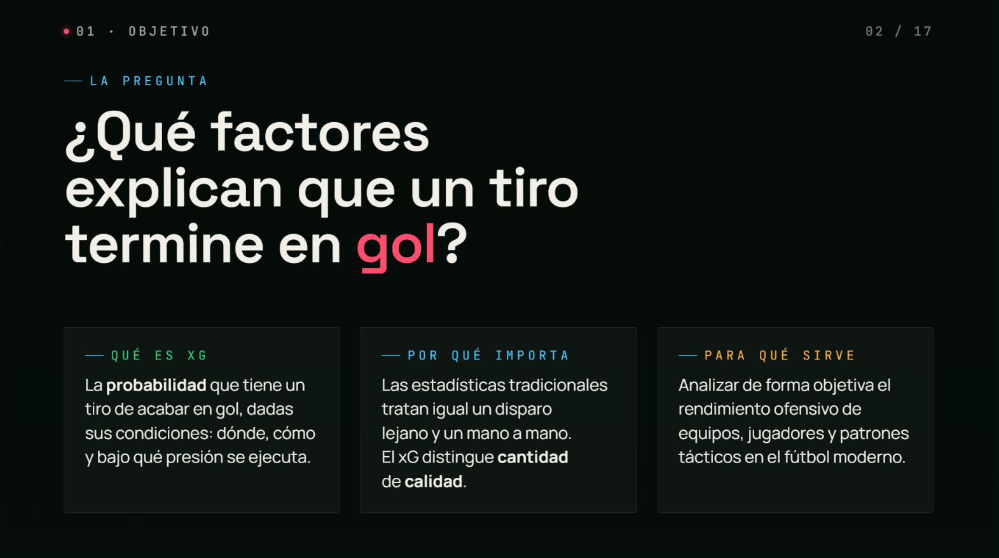 01 · OBJETIVO
02 / 17
LA PREGUNTA
¿Qué factores
explican que un tiro
termine en gol?
QUÉ ES XG
La probabilidad que tiene un
tiro de acabar en gol, dadas
sus condiciones: dónde, cómo
y bajo qué presión se ejecuta.
POR QUÉ IMPORTA
Las estadísticas tradicionales
tratan igual un disparo
lejano y un mano a mano.
El xG distingue cantidad
de calidad.
PARA QUÉ SIRVE
Analizar de forma objetiva el
rendimiento ofensivo de
equipos, jugadores y patrones
tácticos en el fútbol moderno.